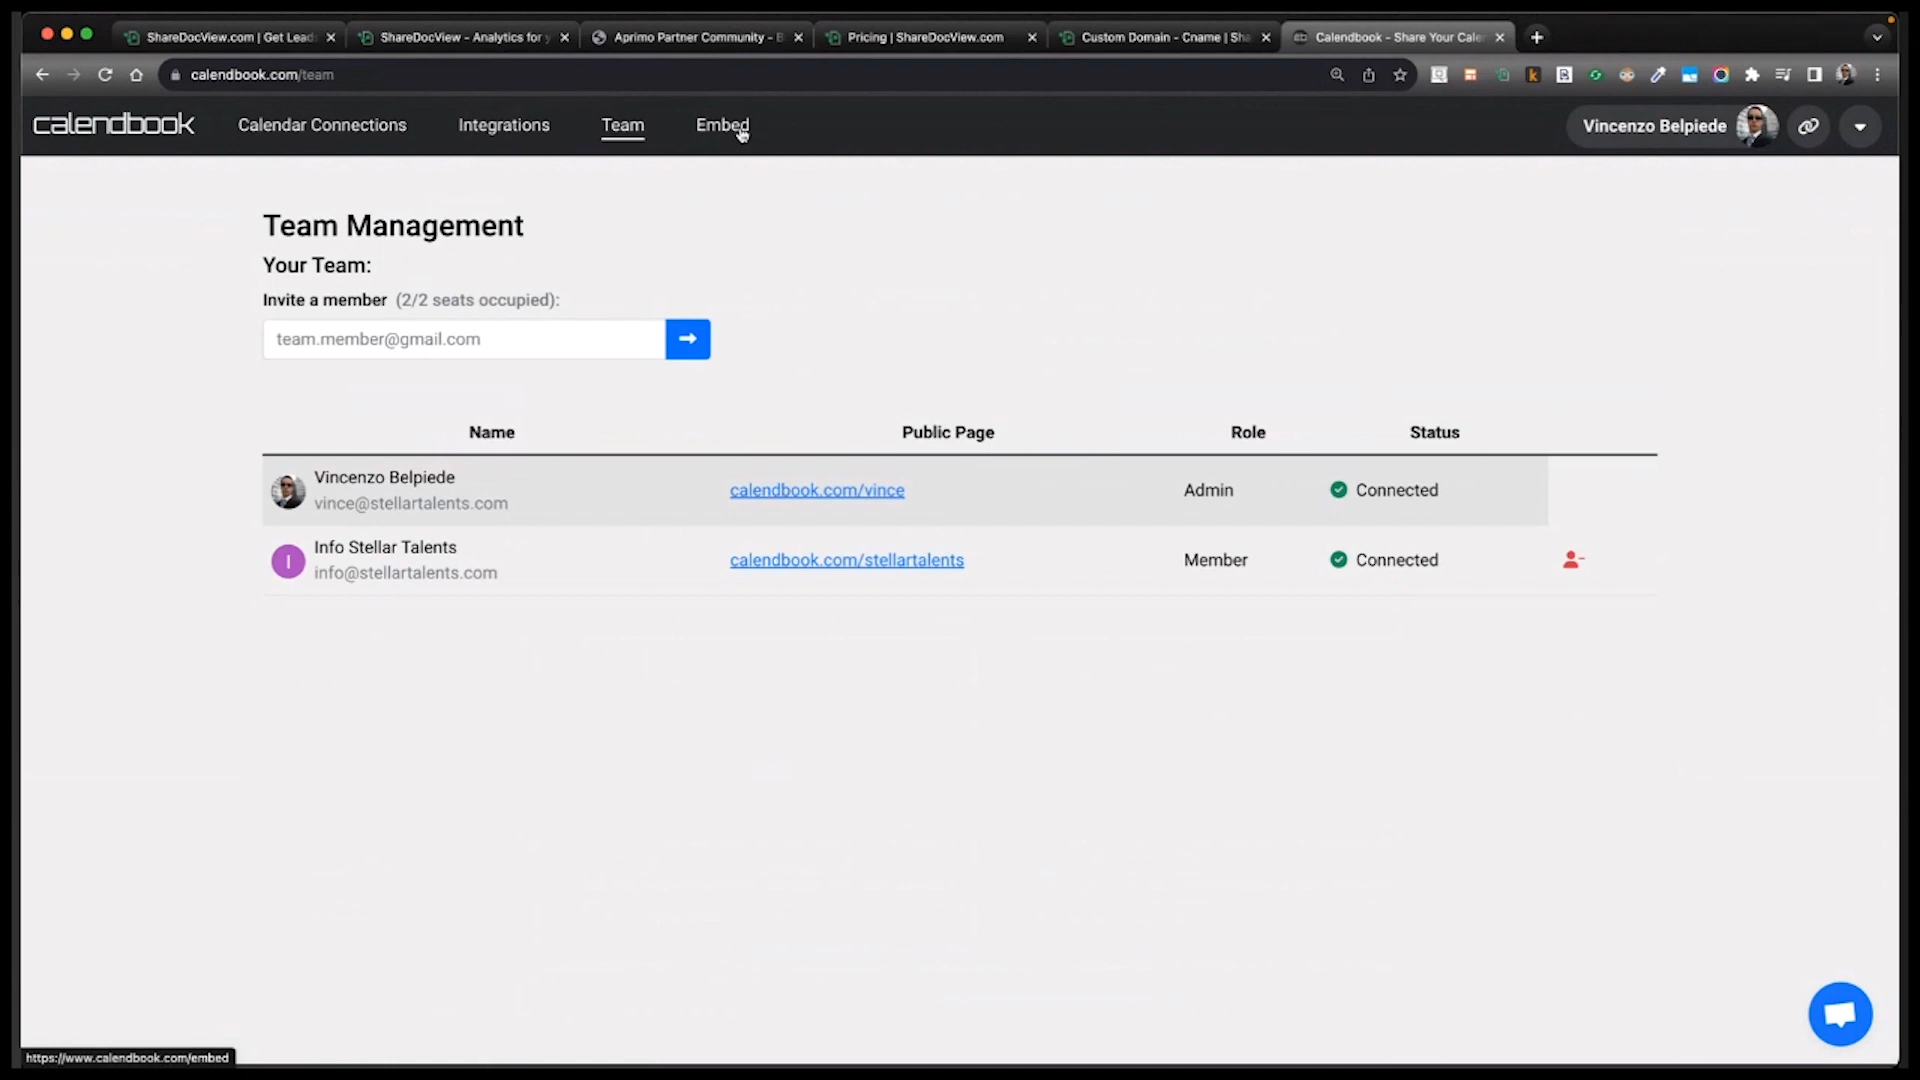 ShareDocView.com | Get Lead
ShareDocView - Analytics for y
Aprimo Partner Community - B
Pricing | ShareDocView.com
Custom Domain - Cname | Sha
Calendbook - Share Your Cale
calendbook.com/team
calendbook
Calendar Connections
Integrations
Team
Embed
Vincenzo Belpiede
Team Management
Your Team:
Invite a member (2/2 seats occupied):
team.member@gmail.com
Name Public Page Role Status
Vincenzo Belpiede
vince@stellartalents.com
calendbook.com/vince
Admin
Connected
I
Info Stellar Talents
info@stellartalents.com
calendbook.com/stellartalents
Member
Connected
https://www.calendbook.com/embed